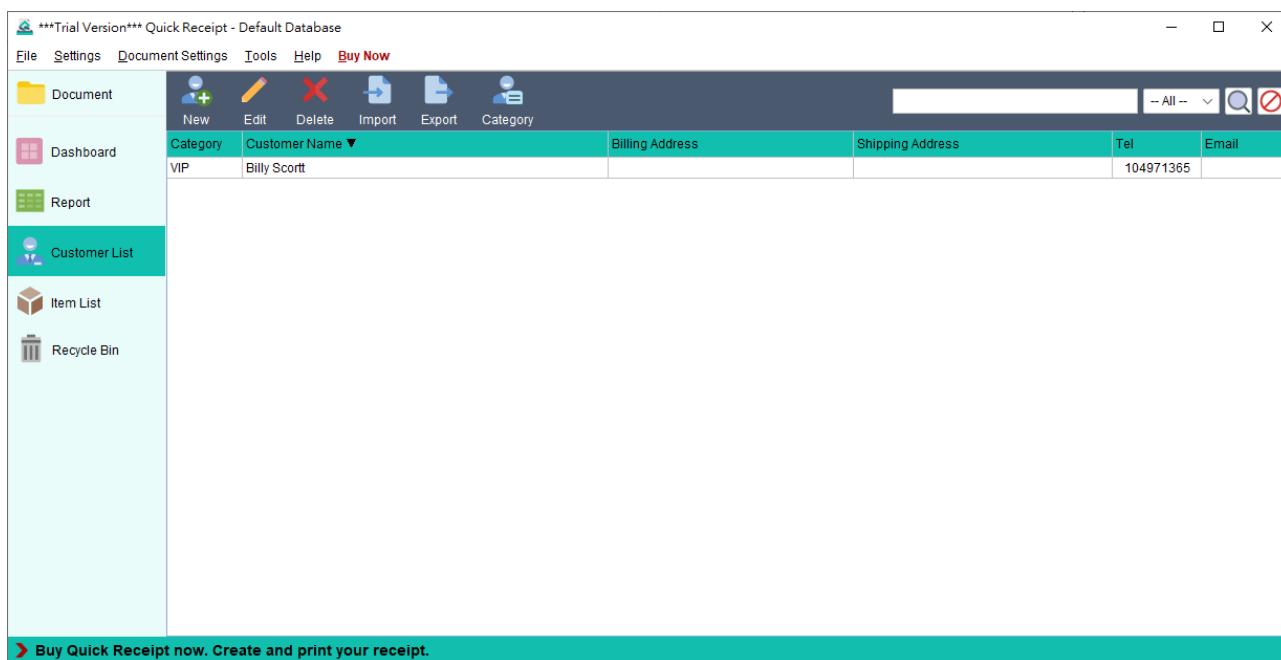 ***Trial Version*** Quick Receipt - Default Database
File Settings Document Settings Tools Help Buy Now
Document
New Edit Delete Import Export Category
-- All --
Category Customer Name ▼ Billing Address Shipping Address Tel Email
VIP Billy Scortt 104971365
Dashboard
Report
Customer List
Item List
Recycle Bin
Buy Quick Receipt now. Create and print your receipt.